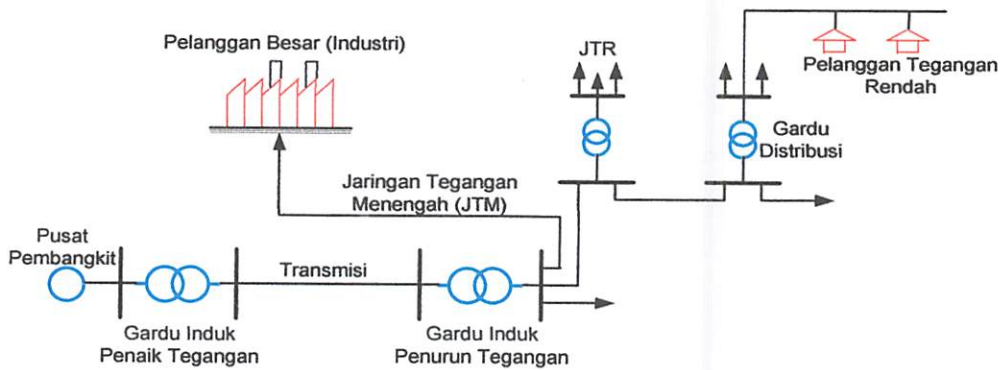 Pelanggan Besar (Industri)
JTR
Pelanggan Tegangan
Rendah
Gardu
Distribusi
Jaringan Tegangan
Menengah (JTM)
Pusat
Pembangkit
Transmisi
Gardu Induk
Penaik Tegangan
Gardu Induk
Penurun Tegangan